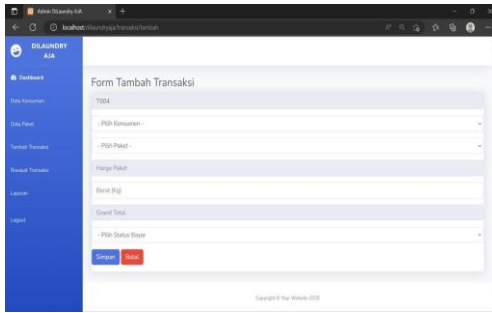 Admin DiLaundry AJA
localhost/dilaundryaja/transaksi/tambah
DILAUNDRY
AJA
Dashboard
Data Konsumen
Data Paket
Tambah Transaksi
Riwayat Transaksi
Laporan
Logout
Form Tambah Transaksi
T004
- Pilih Konsumen -
- Pilih Paket -
Harga Paket
Berat (Kg)
Grand Total
- Pilih Status Bayar
Simpan
Batal
Copyright © Your Website 2020